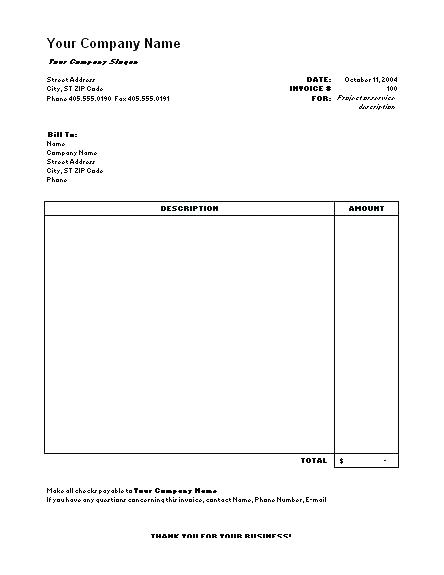 Your Company Name
Your Company Slogan
Street Address
City, ST ZIP Code
Phone 405.555.0190 Fax 405.555.0191
DATE: October 11, 2004
INVOICE # 100
FOR: Project or service
description
Bill To:
Name
Company Name
Street Address
City, ST ZIP Code
Phone
DESCRIPTION AMOUNT
TOTAL $ -
Make all checks payable to Your Company Name
If you have any questions concerning this invoice, contact Name, Phone Number, E-mail
THANK YOU FOR YOUR BUSINESS!